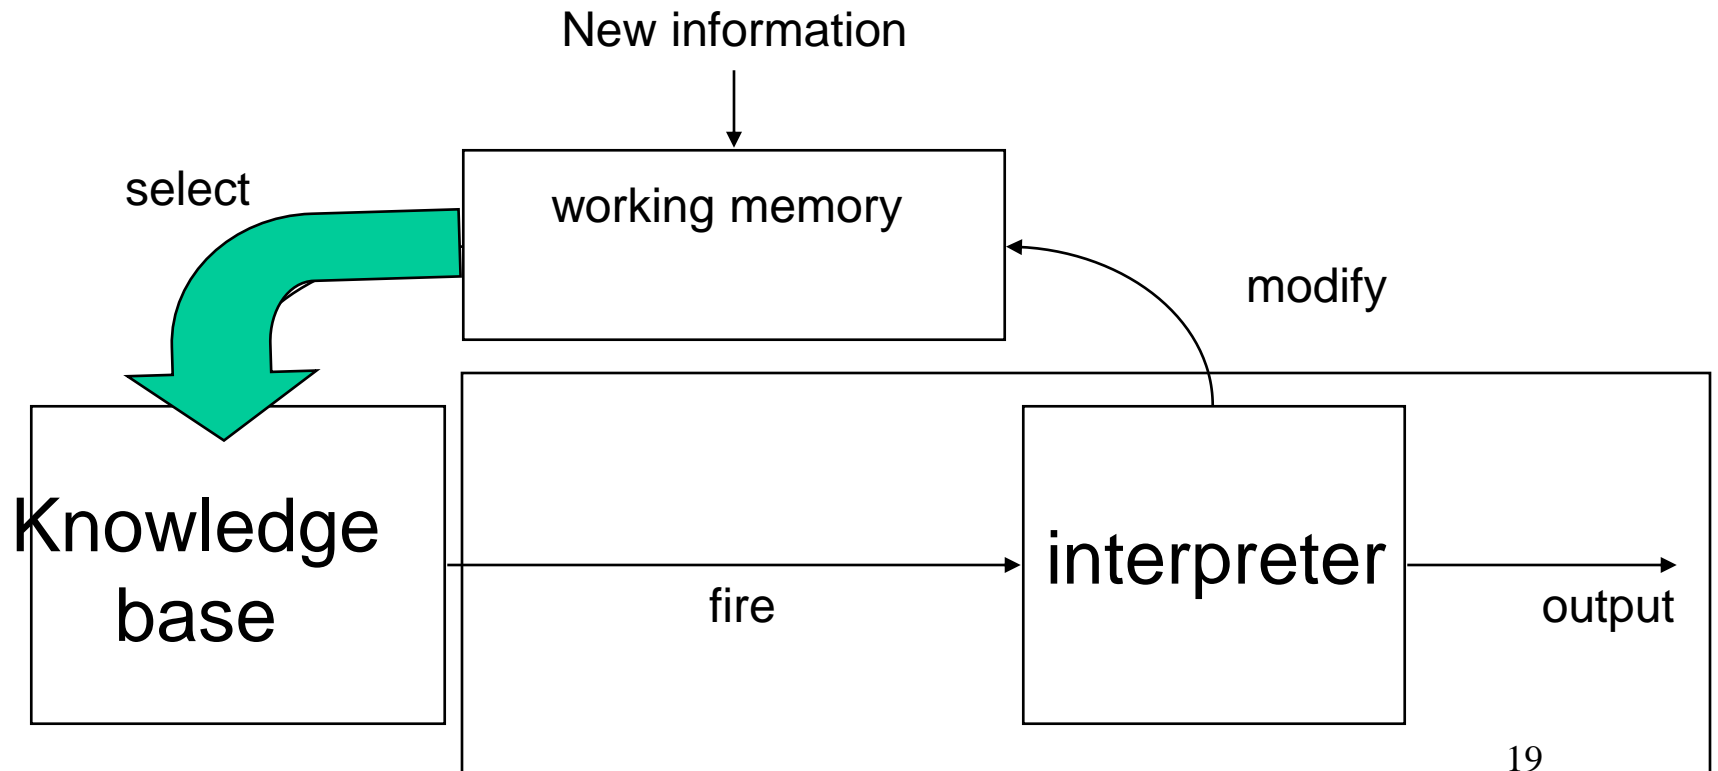 New information
select
working memory
modify
Knowledge
base
interpreter
fire
output
19